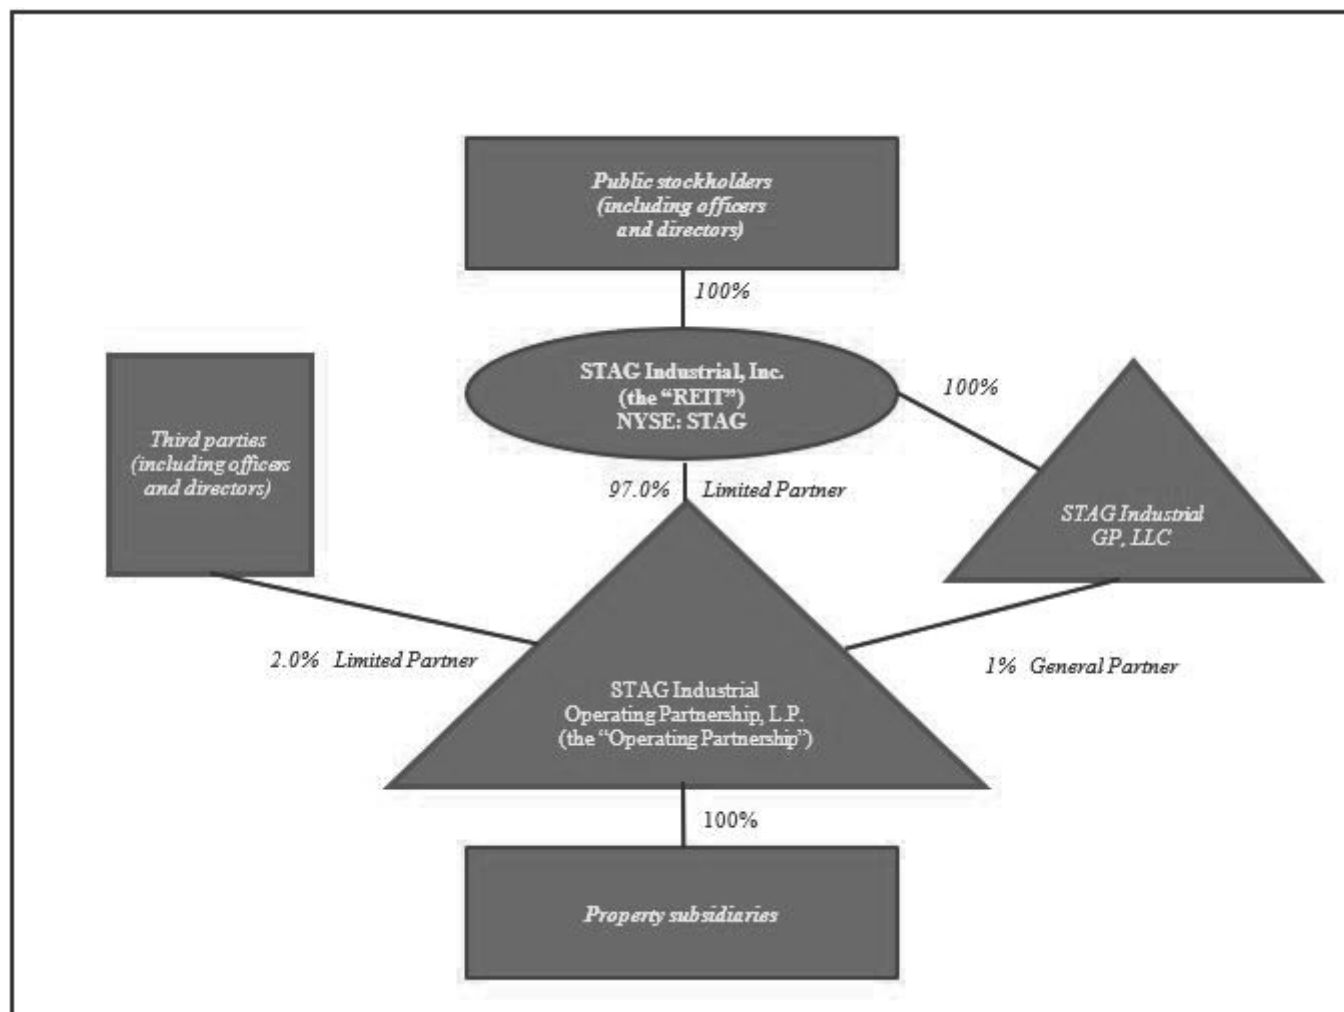 Public stockholders
(including officers
and directors)
100%
STAG Industrial, Inc.
(the “REIT”)
NYSE: STAG
100%
Third parties
(including officers
and directors)
97.0% Limited Partner
STAG Industrial
GP, LLC
2.0% Limited Partner
1% General Partner
STAG Industrial
Operating Partnership, L.P.
(the “Operating Partnership”)
100%
Property subsidiaries